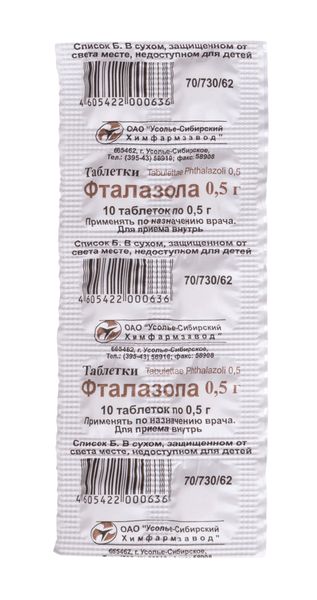 Список Б. В сухом, защищенном от
света месте, недоступном для детей
70/730/62
4 605422 000636
ОАО "Усолье-Сибирский
Химфармзавод"
665462, г. Усолье-Сибирское,
Тел.: (395-43) 58910; факс: 58908
Таблетки Tabulettae Phthalazoli 0,5
Фталазола 0,5 г
10 таблеток по 0,5 г
Применять по назначению врача.
Для приема внутрь
Список Б. В сухом, защищенном от
света месте, недоступном для детей
70/730/62
4 605422 000636
ОАО "Усолье-Сибирский
Химфармзавод"
665462, г. Усолье-Сибирское,
Тел.: (395-43) 58910; факс: 58908
Таблетки Tabulettae Phthalazoli 0,5
Фталазола 0,5 г
10 таблеток по 0,5 г
Применять по назначению врача.
Для приема внутрь
Список Б. В сухом, защищенном от
света месте, недоступном для детей
70/730/62
4 605422 000636
ОАО "Усолье-Сибирский
Химфармзавод"
665462, г. Усолье-Сибирское,